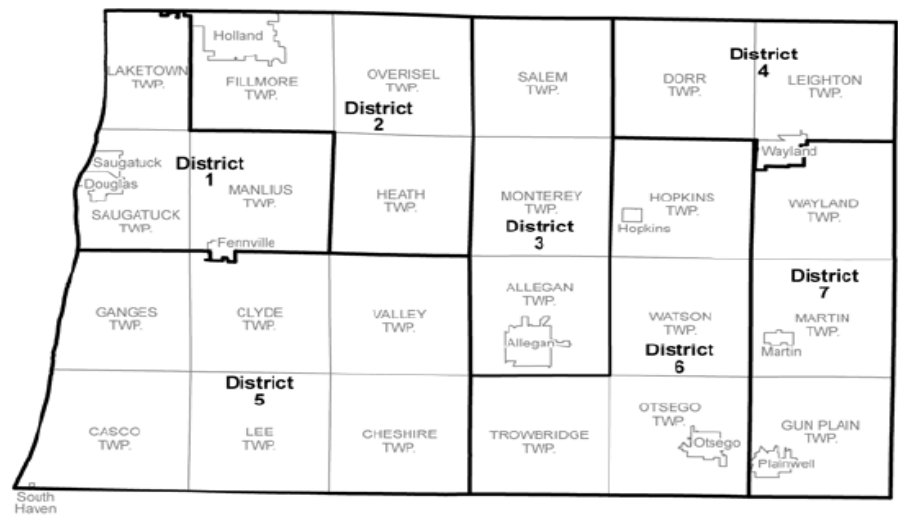 Holland
LAKETOWN
TWP.
FILLMORE
TWP.
OVERISEL
TWP.
SALEM
TWP.
DORR
TWP.
District
4
LEIGHTON
TWP.
District
2
Wayland
Saugatuck
Douglas
SAUGATUCK
TWP.
District
1
MANLIUS
TWP.
HEATH
TWP.
MONTEREY
TWP.
District
3
HOPKINS
TWP.
Hopkins
WAYLAND
TWP.
Fennville
GANGES
TWP.
CLYDE
TWP.
VALLEY
TWP.
ALLEGAN
TWP.
Allegan
WATSON
TWP.
District
6
District
7
MARTIN
TWP.
Martin
District
5
CASCO
TWP.
LEE
TWP.
CHESHIRE
TWP.
TROWBRIDGE
TWP.
OTSEGO
TWP.
Otsego
GUN PLAIN
TWP.
Plainwell
South
Haven